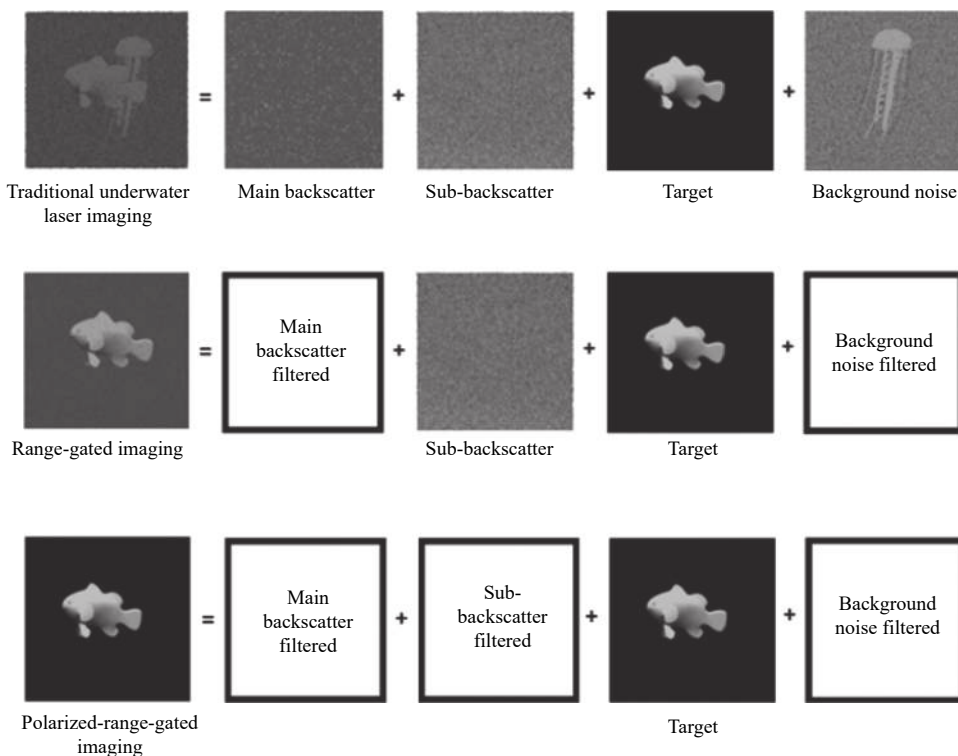 = + + +
Traditional underwater
laser imaging
Main backscatter
Sub-backscatter
Target
Background noise
Main
backscatter
filtered
Background
noise filtered
= + + +
Range-gated imaging
Sub-backscatter
Target
Main
backscatter
filtered
Sub-
backscatter
filtered
Background
noise filtered
= + + +
Polarized-range-gated
imaging
Target